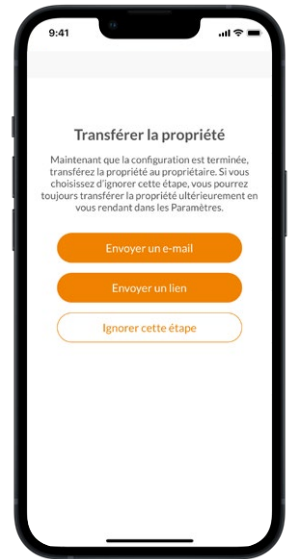 9:41
Transférer la propriété
Maintenant que la configuration est terminée,
transférez la propriété au propriétaire. Si vous
choisissez d'ignorer cette étape, vous pourrez
toujours transférer la propriété ultérieurement en
vous rendant dans les Paramètres.
Envoyer un e-mail
Envoyer un lien
Ignorer cette étape